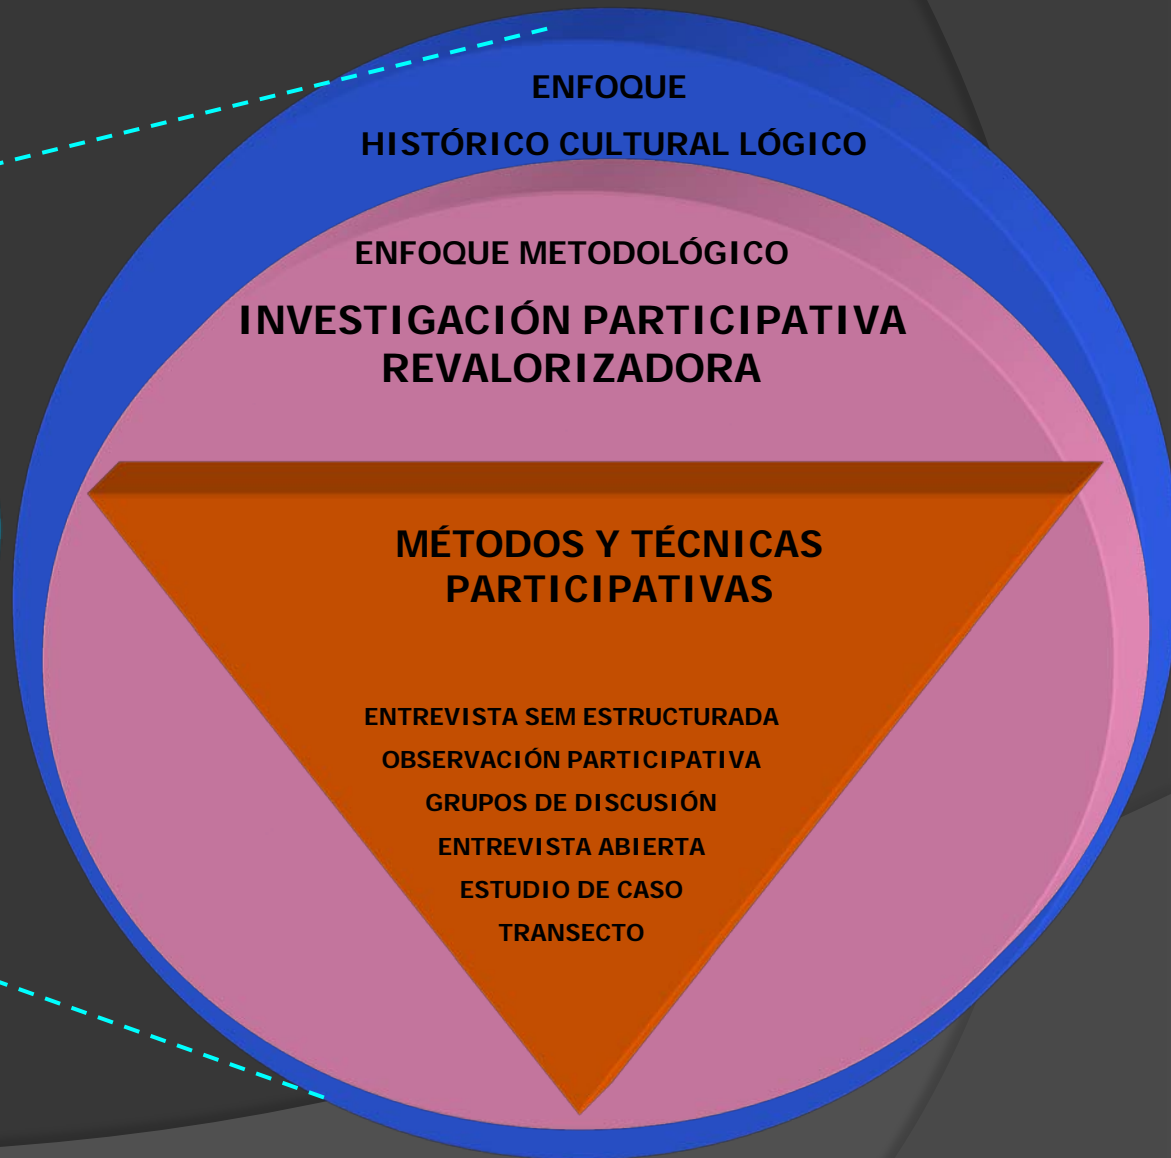 ENFOQUE
HISTÓRICO CULTURAL LÓGICO
ENFOQUE METODOLÓGICO
INVESTIGACIÓN PARTICIPATIVA
REVALORIZADORA
MÉTODOS Y TÉCNICAS
PARTICIPATIVAS
ENTREVISTA SEM ESTRUCTURADA
OBSERVACIÓN PARTICIPATIVA
GRUPOS DE DISCUSIÓN
ENTREVISTA ABIERTA
ESTUDIO DE CASO
TRANSECTO